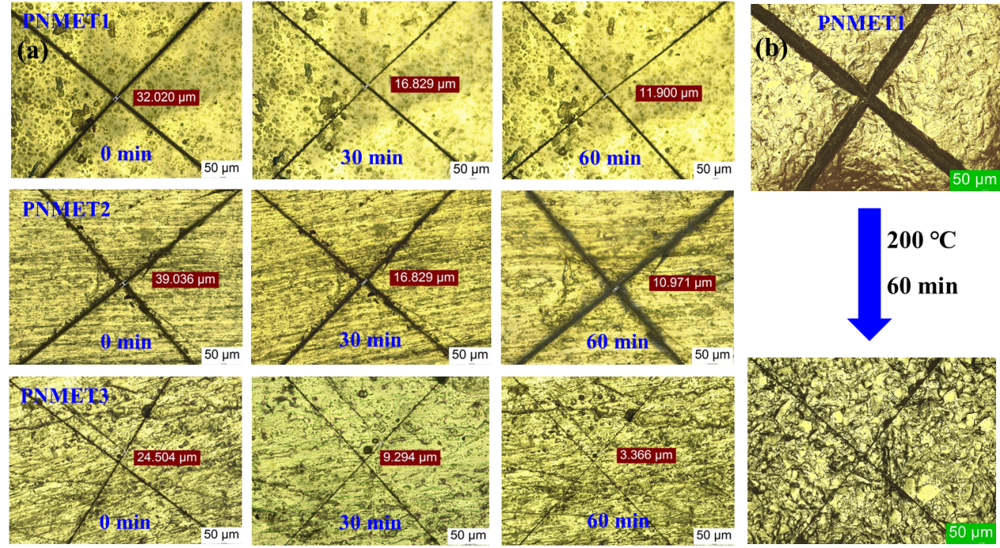 PNMET1
(a)
32.020 µm
0 min
50 µm
16.829 µm
30 min
50 µm
11.900 µm
60 min
50 µm
PNMET2
39.036 µm
0 min
50 µm
16.829 µm
30 min
50 µm
10.971 µm
60 min
50 µm
PNMET3
24.504 µm
0 min
50 µm
9.294 µm
30 min
50 µm
3.366 µm
60 min
50 µm
PNMET1
(b)
50 µm
200 ℃
60 min
50 µm